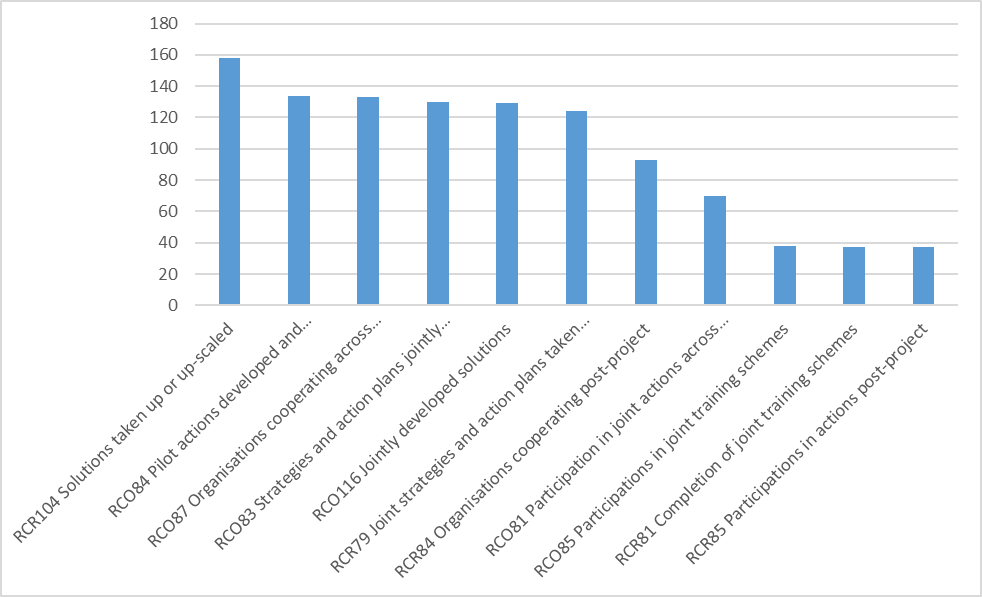 180
160
140
120
100
80
60
40
20
0
RCR104 Solutions taken up or up-scaled
RCO84 Pilot actions developed and...
RCO87 Organisations cooperating across...
RCO83 Strategies and action plans jointly...
RCO116 Jointly developed solutions
RCR79 Joint strategies and action plans taken...
RCR84 Organisations cooperating post-project
RCO81 Participation in joint actions across...
RCO85 Participations in joint training schemes
RCR81 Completion of joint training schemes
RCR85 Participations in actions post-project